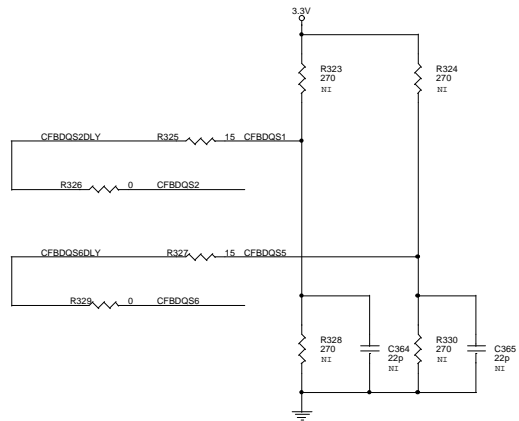 3.3V
R323
270
NI
R324
270
NI
CFBDQS2DLY R325 15 CFBDQS1
R326 0 CFBDQS2
CFBDQS6DLY R327 15 CFBDQS5
R329 0 CFBDQS6
R328
270
NI
C364
22p
NI
R330
270
NI
C365
22p
NI